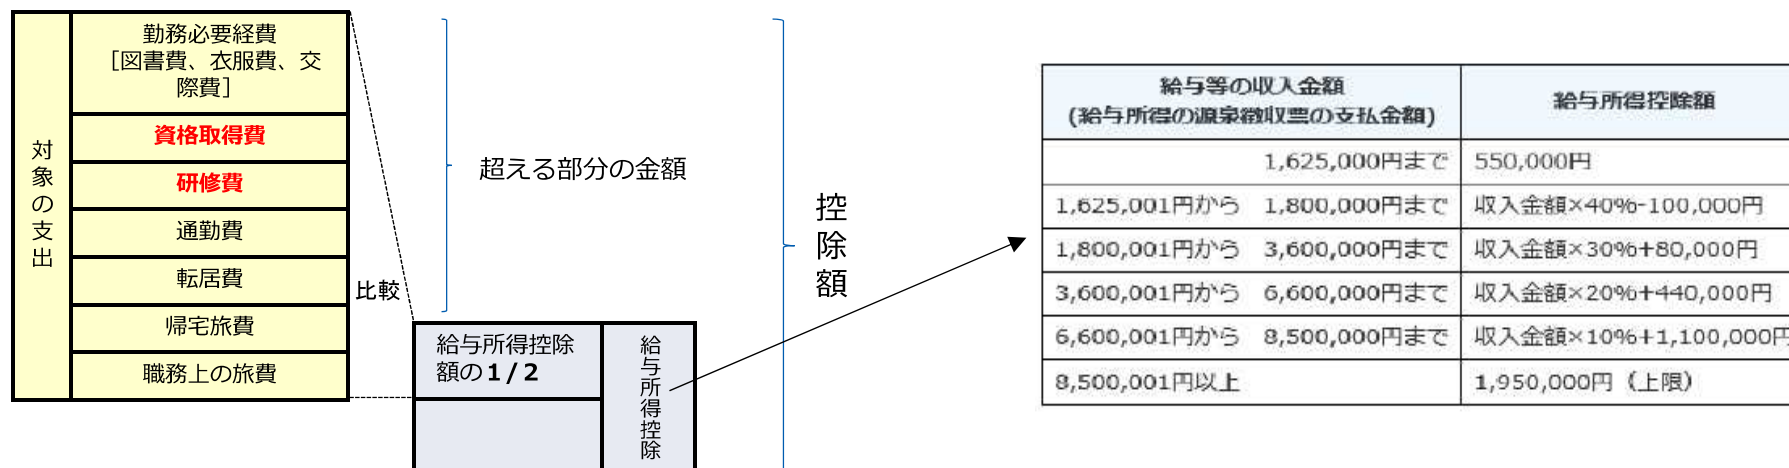 対象の支出
勤務必要経費
［図書費、衣服費、交
際費］
資格取得費
研修費
通勤費
転居費
帰宅旅費
職務上の旅費
比較
超える部分の金額
給与所得控除
額の1/2
給与所得控除
控除額
給与等の収入金額
(給与所得の源泉徴収票の支払金額)
給与所得控除額
1,625,000円まで
550,000円
1,625,001円から 1,800,000円まで
収入金額×40%-100,000円
1,800,001円から 3,600,000円まで
収入金額×30%+80,000円
3,600,001円から 6,600,000円まで
収入金額×20%+440,000円
6,600,001円から 8,500,000円まで
収入金額×10%+1,100,000円
8,500,001円以上
1,950,000円（上限）